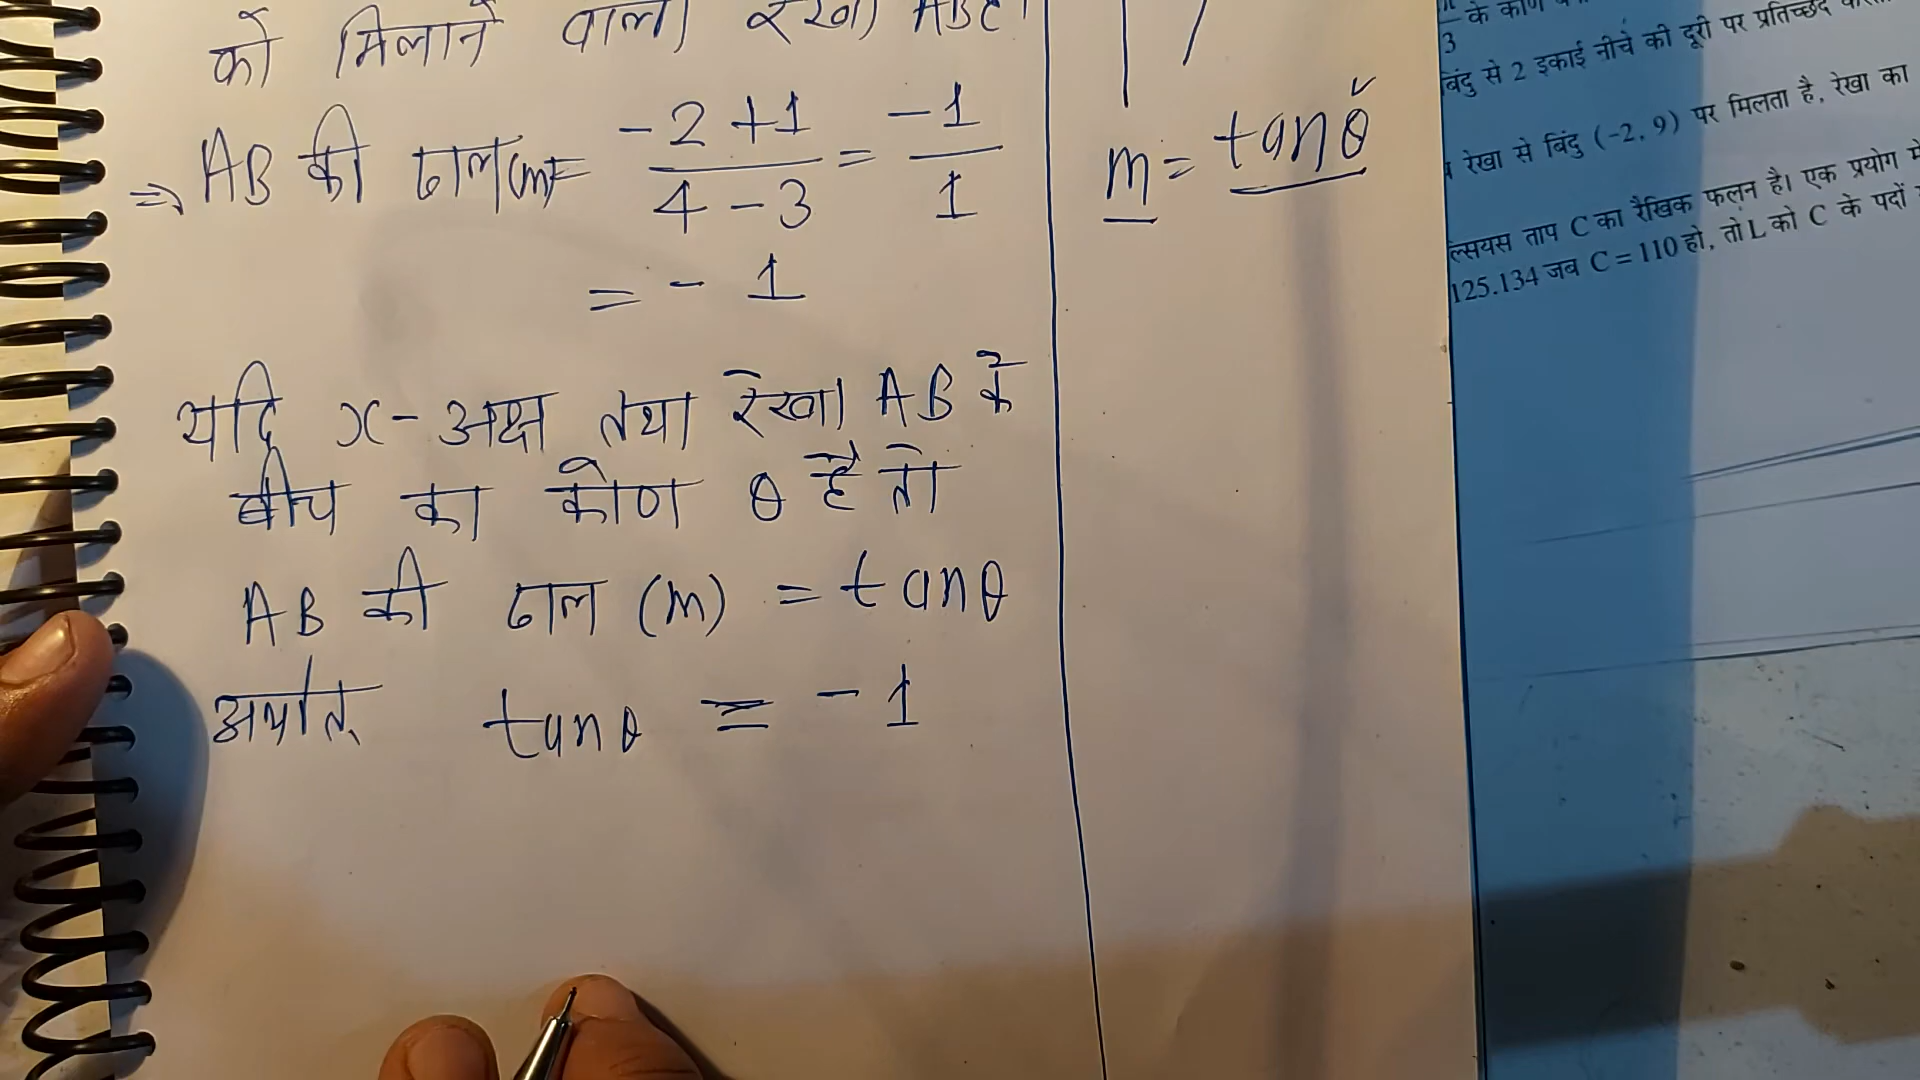 को मिलाने वाली रेखा AB है।
⇒ AB की ढाल(m)= -2+1/4-3 = -1/1
= - 1
यदि x-अक्ष तथा रेखा AB के
बीच का कोण θ है तो
AB की ढाल (m) = tanθ
अर्थात् tanθ = -1
m = tanθ
3 के कोण
बिंदु से 2 इकाई नीचे की दूरी पर प्रतिच्छेद
रेखा से बिंदु (-2, 9) पर मिलता है, रेखा का
ल्सियस ताप C का रैखिक फलन है। एक प्रयोग में
125.134 जब C = 110 हो, तो L को C के पदों